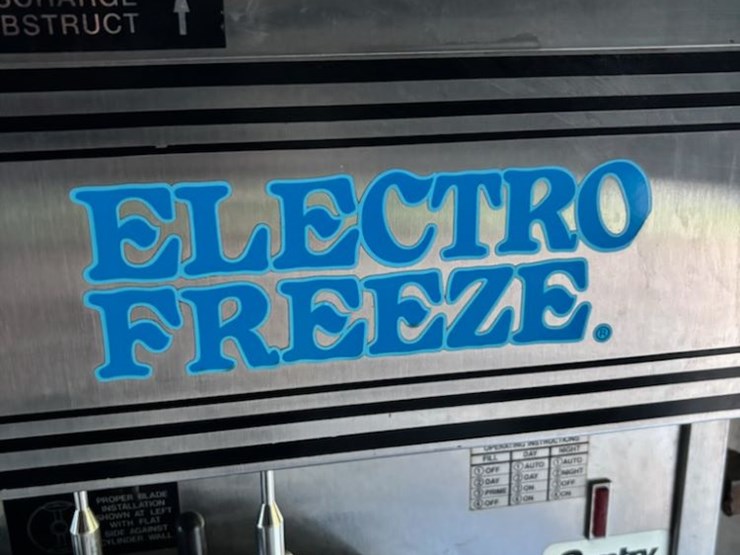 BSTRUCT
ELECTRO
FREEZE®
OPERATING INSTRUCTIONS
FILL DAY NIGHT
OFF AUTO AUTO
DAY DAY NIGHT
PRIME ON OFF
OFF ON ON
PROPER BLADE
INSTALLATION
SHOWN AT LEFT
WITH FLAT
SIDE AGAINST
CYLINDER WALL